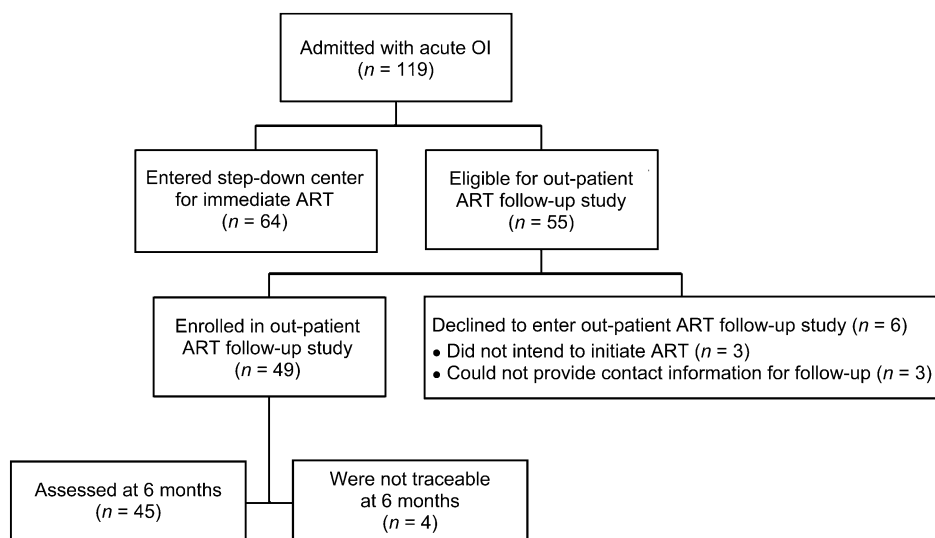 Admitted with acute OI
(n = 119)
Entered step-down center
for immediate ART
(n = 64)
Eligible for out-patient
ART follow-up study
(n = 55)
Enrolled in out-patient
ART follow-up study
(n = 49)
Declined to enter out-patient ART follow-up study (n = 6)
• Did not intend to initiate ART (n = 3)
• Could not provide contact information for follow-up (n = 3)
Assessed at 6 months
(n = 45)
Were not traceable
at 6 months
(n = 4)